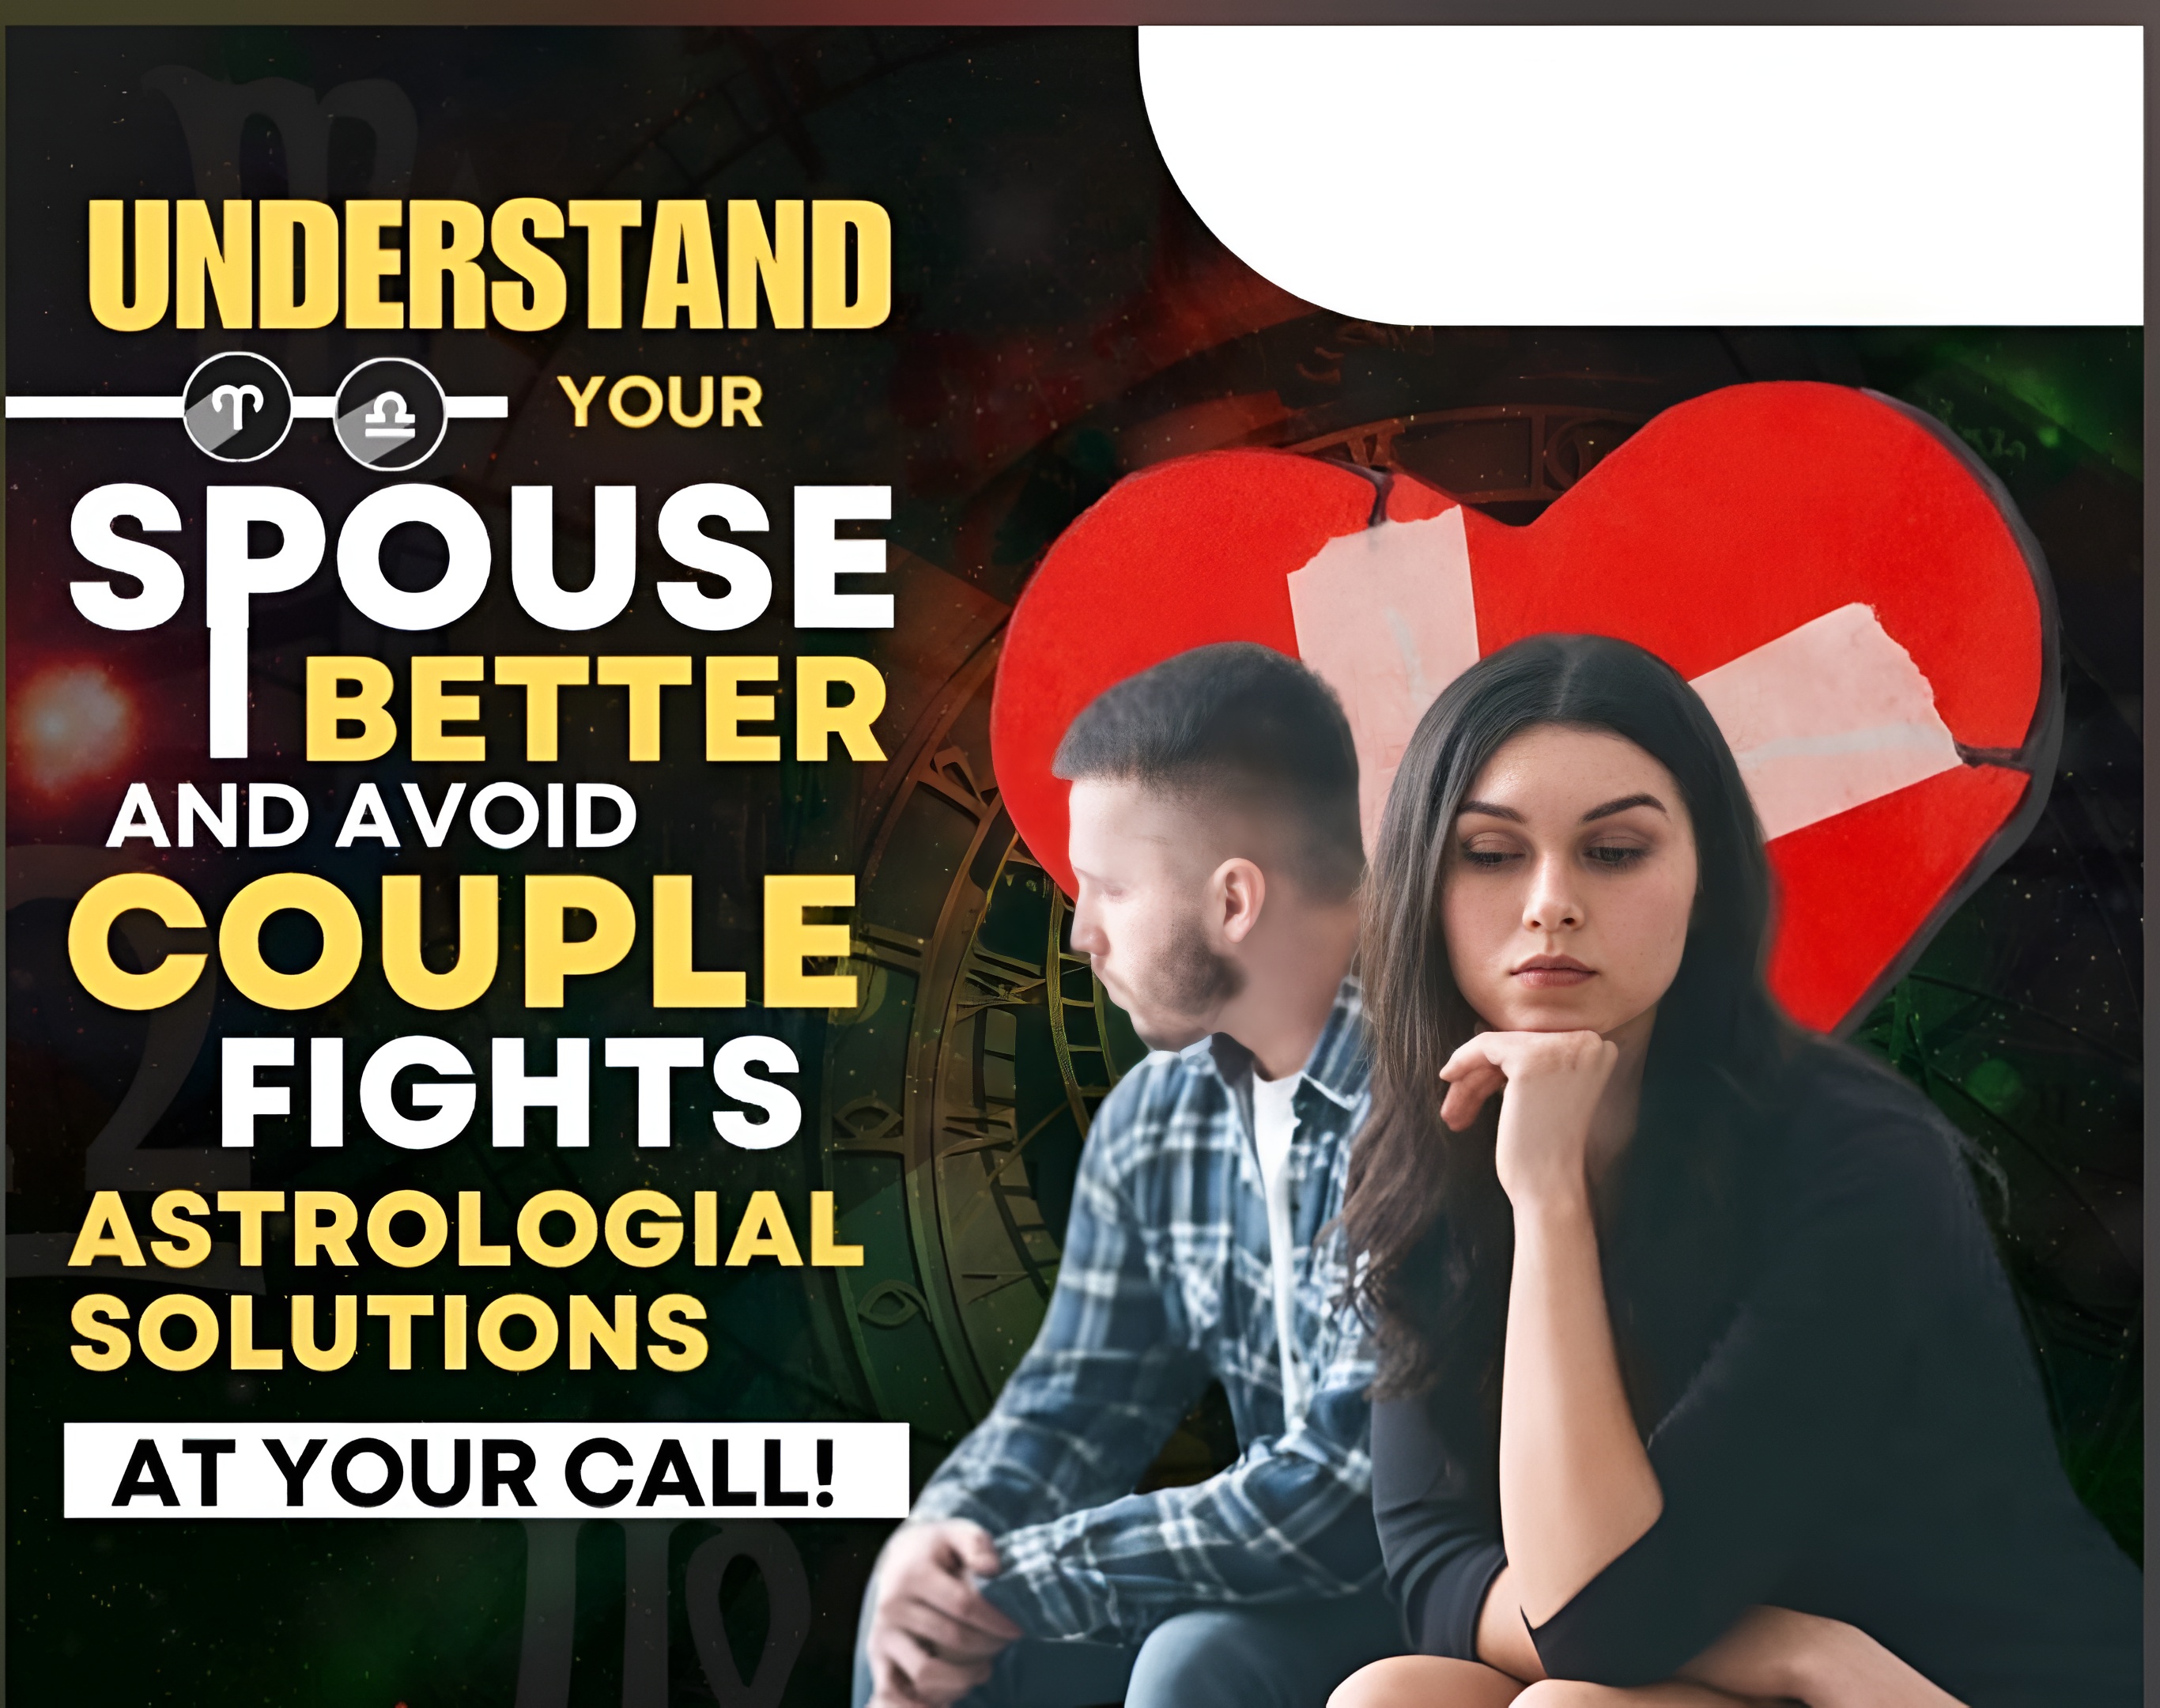 UNDERSTAND
YOUR
SPOUSE
BETTER
AND AVOID
COUPLE
FIGHTS
ASTROLOGIAL
SOLUTIONS
AT YOUR CALL!